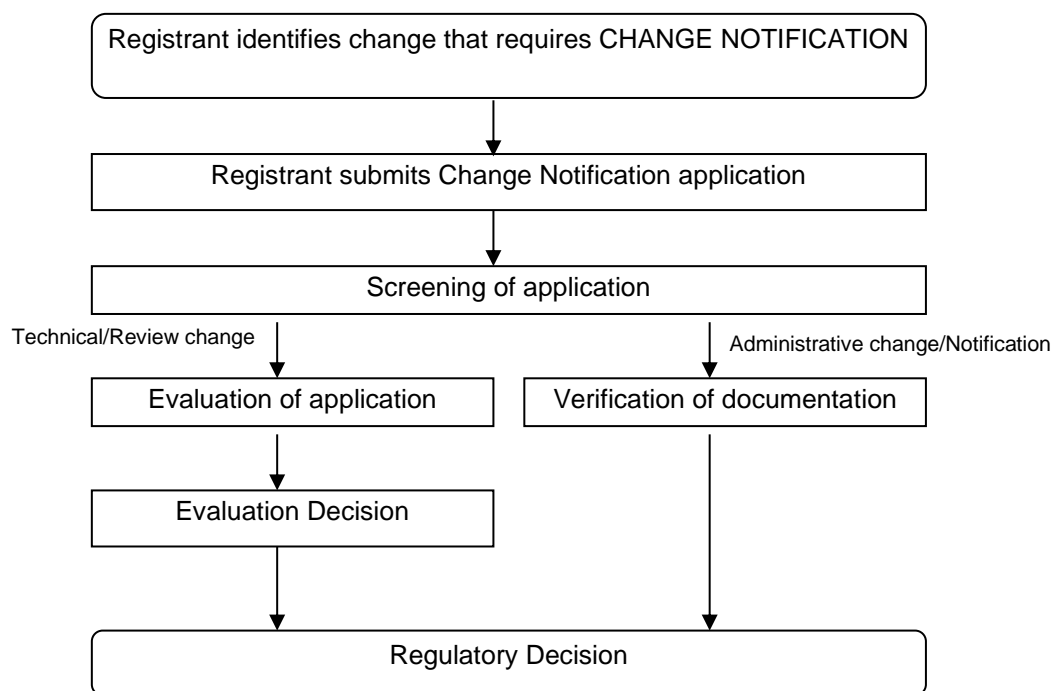 Registrant identifies change that requires CHANGE NOTIFICATION
Registrant submits Change Notification application
Screening of application
Technical/Review change
Administrative change/Notification
Evaluation of application
Verification of documentation
Evaluation Decision
Regulatory Decision